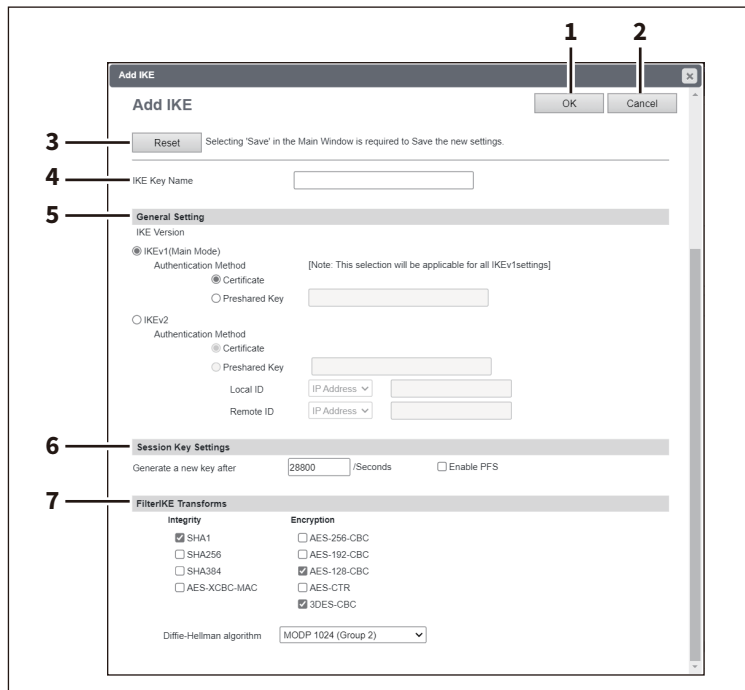 1 2
Add IKE
Add IKE OK Cancel
3 Reset Selecting 'Save' in the Main Window is required to Save the new settings.
4 IKE Key Name
5 General Setting
IKE Version
IKEv1(Main Mode)
Authentication Method [Note: This selection will be applicable for all IKEv1settings]
Certificate
Preshared Key
IKEv2
Authentication Method
Certificate
Preshared Key
Local ID IP Address
Remote ID IP Address
6 Session Key Settings
Generate a new key after 28800 /Seconds Enable PFS
7 FilterIKE Transforms
Integrity Encryption
SHA1 AES-256-CBC
SHA256 AES-192-CBC
SHA384 AES-128-CBC
AES-XCBC-MAC AES-CTR
3DES-CBC
Diffie-Hellman algorithm MODP 1024 (Group 2)